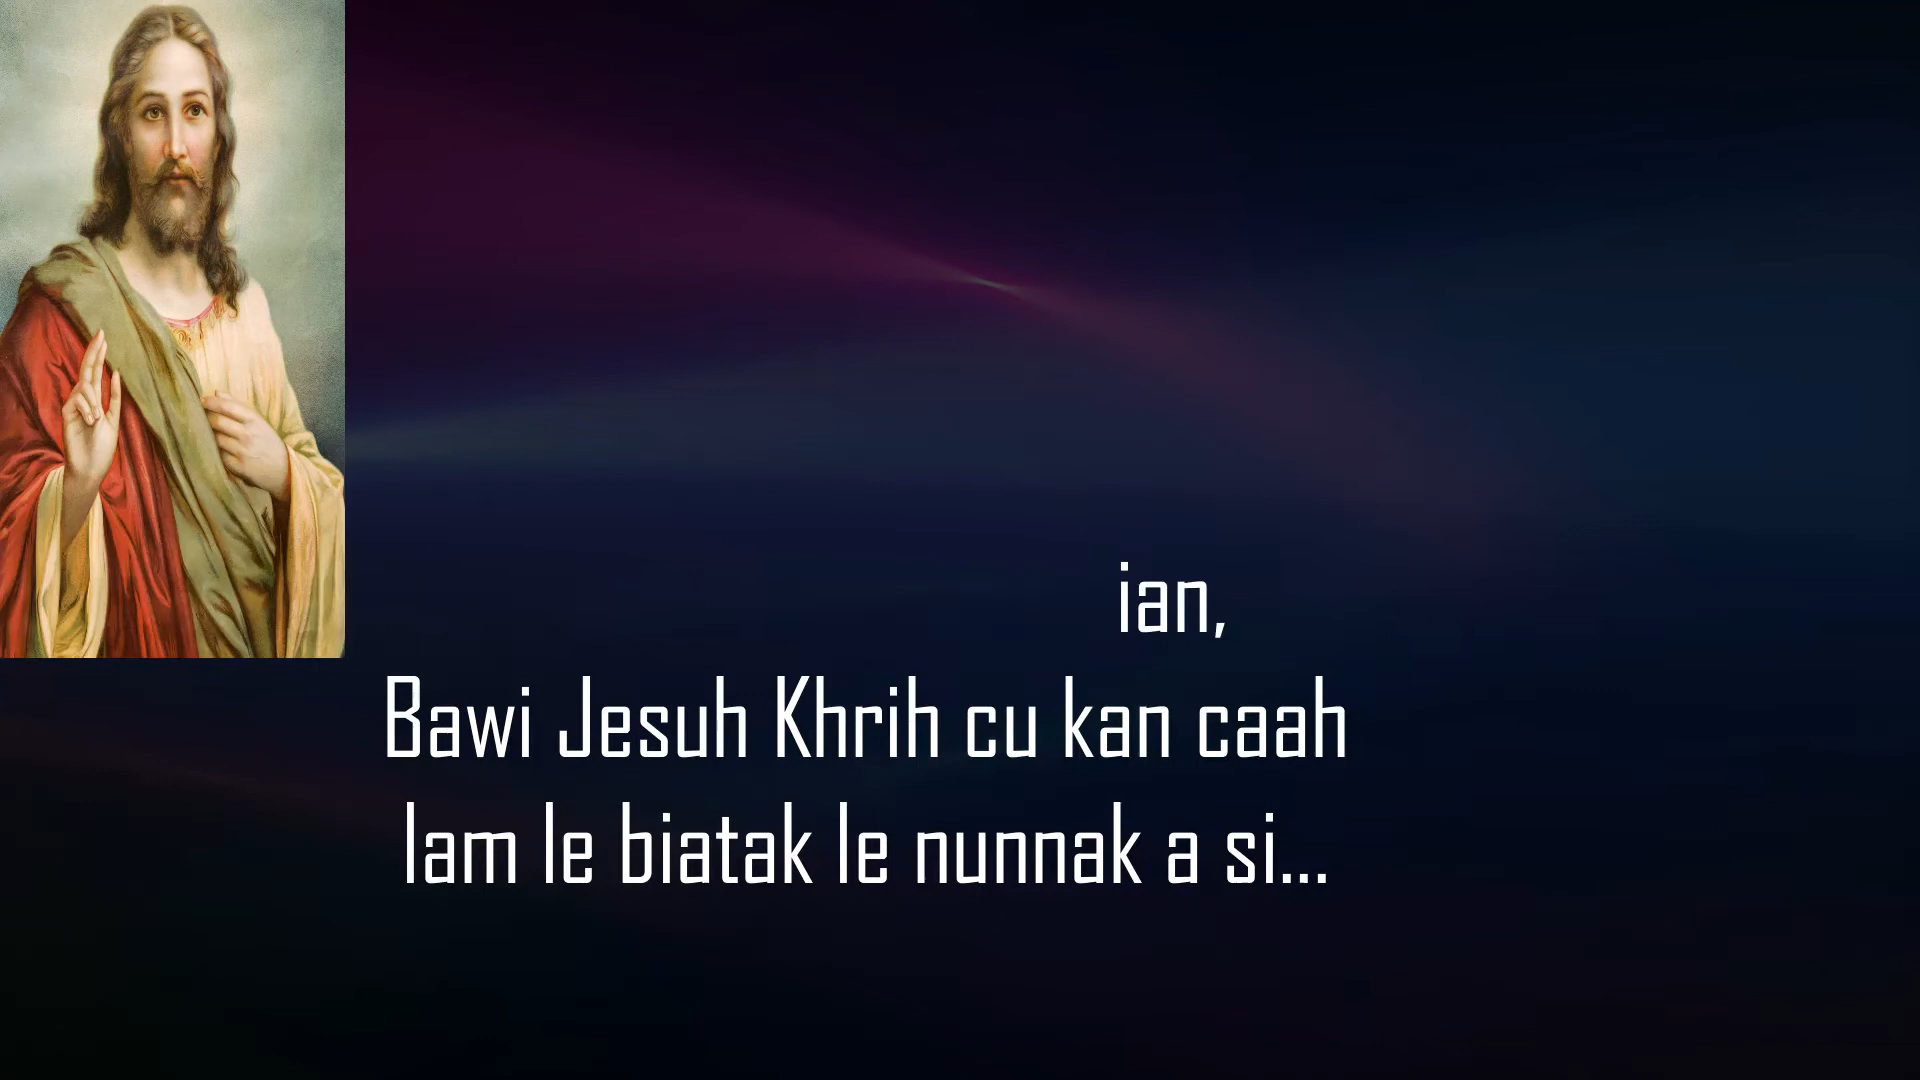 ian,
Bawi Jesuh Khrih cu kan caah
lam le biatak le nunnak a si...